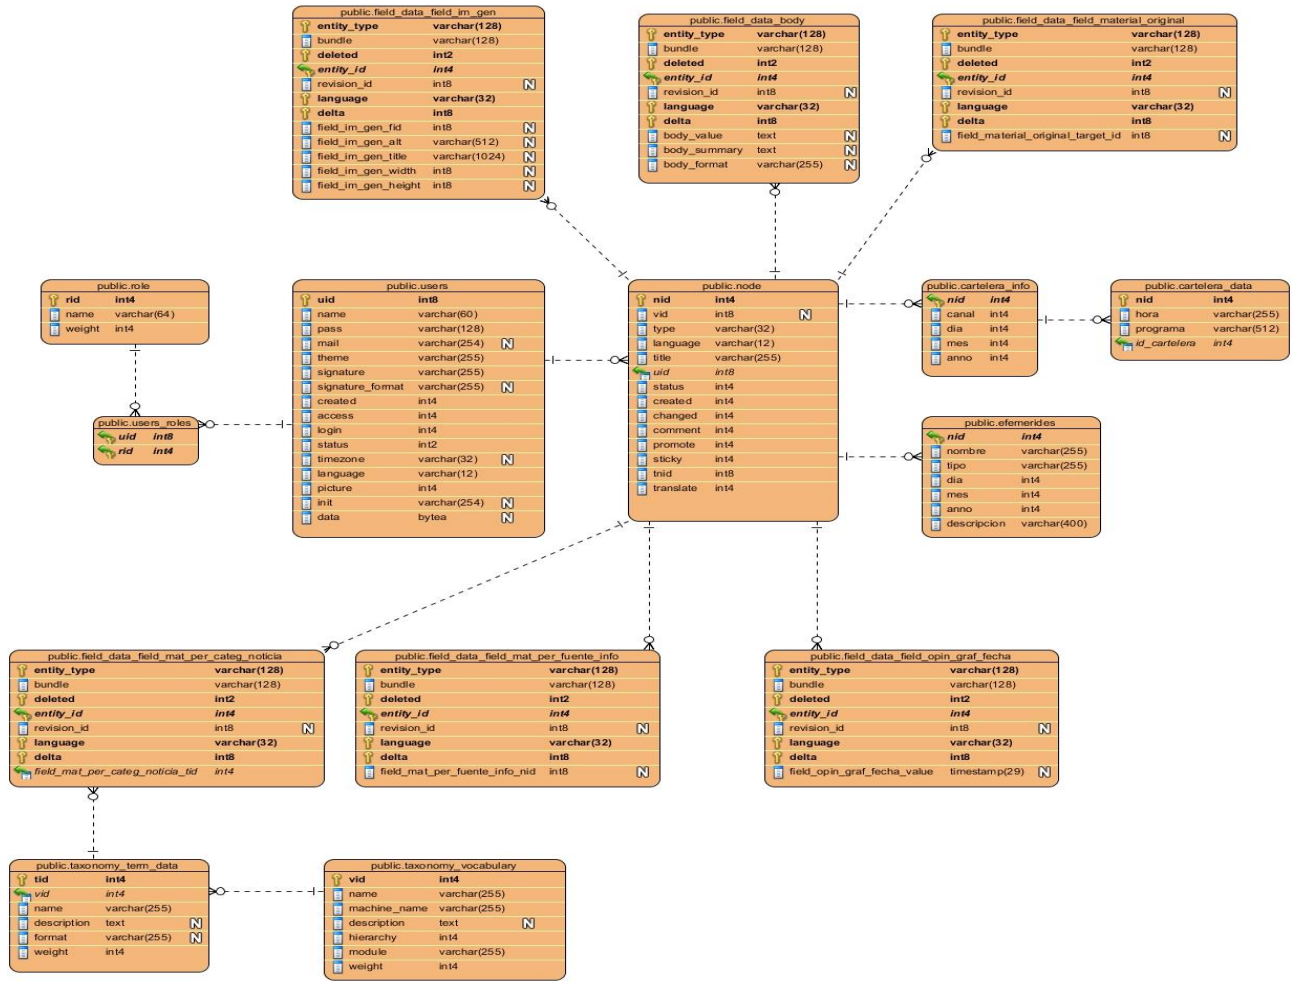 public.field_data_field_im_gen
entity_type varchar(128)
bundle varchar(128)
deleted int2
entity_id int4
revision_id int8 N
language varchar(32)
delta int8
field_im_gen_fid int8 N
field_im_gen_alt varchar(512) N
field_im_gen_title varchar(1024) N
field_im_gen_width int8 N
field_im_gen_height int8 N
public.field_data_body
entity_type varchar(128)
bundle varchar(128)
deleted int2
entity_id int4
revision_id int8 N
language varchar(32)
delta int8
body_value text N
body_summary text N
body_format varchar(255) N
public.field_data_field_material_original
entity_type varchar(128)
bundle varchar(128)
deleted int2
entity_id int4
revision_id int8 N
language varchar(32)
delta int8
field_material_original_target_id int8 N
public.role
rid int4
name varchar(64)
weight int4
public.users
uid int8
name varchar(60)
pass varchar(128)
mail varchar(254) N
theme varchar(255)
signature varchar(255)
signature_format varchar(255) N
created int4
access int4
login int4
status int2
timezone varchar(32) N
language varchar(12)
picture int4
init varchar(254) N
data bytea N
public.node
nid int4
vid int8 N
type varchar(32)
language varchar(12)
title varchar(255)
uid int8
status int4
created int4
changed int4
comment int4
promote int4
sticky int4
tnid int8
translate int4
public.cartelera_info
nid int4
canal int4
dia int4
mes int4
anno int4
public.cartelera_data
nid int4
hora varchar(255)
programa varchar(512)
id_cartelera int4
public.users_roles
uid int8
rid int4
public.efemerides
nid int4
nombre varchar(255)
tipo varchar(255)
dia int4
mes int4
anno int4
descripcion varchar(400)
public.field_data_field_mat_per_categ_noticia
entity_type varchar(128)
bundle varchar(128)
deleted int2
entity_id int4
revision_id int8 N
language varchar(32)
delta int8
field_mat_per_categ_noticia_tid int4
public.field_data_field_mat_per_fuente_info
entity_type varchar(128)
bundle varchar(128)
deleted int2
entity_id int4
revision_id int8 N
language varchar(32)
delta int8
field_mat_per_fuente_info_nid int8 N
public.field_data_field_opin_graf_fecha
entity_type varchar(128)
bundle varchar(128)
deleted int2
entity_id int4
revision_id int8 N
language varchar(32)
delta int8
field_opin_graf_fecha_value timestamp(29) N
public.taxonomy_term_data
tid int4
vid int4
name varchar(255)
description text N
format varchar(255) N
weight int4
public.taxonomy_vocabulary
vid int4
name varchar(255)
machine_name varchar(255)
description text N
hierarchy int4
module varchar(255)
weight int4